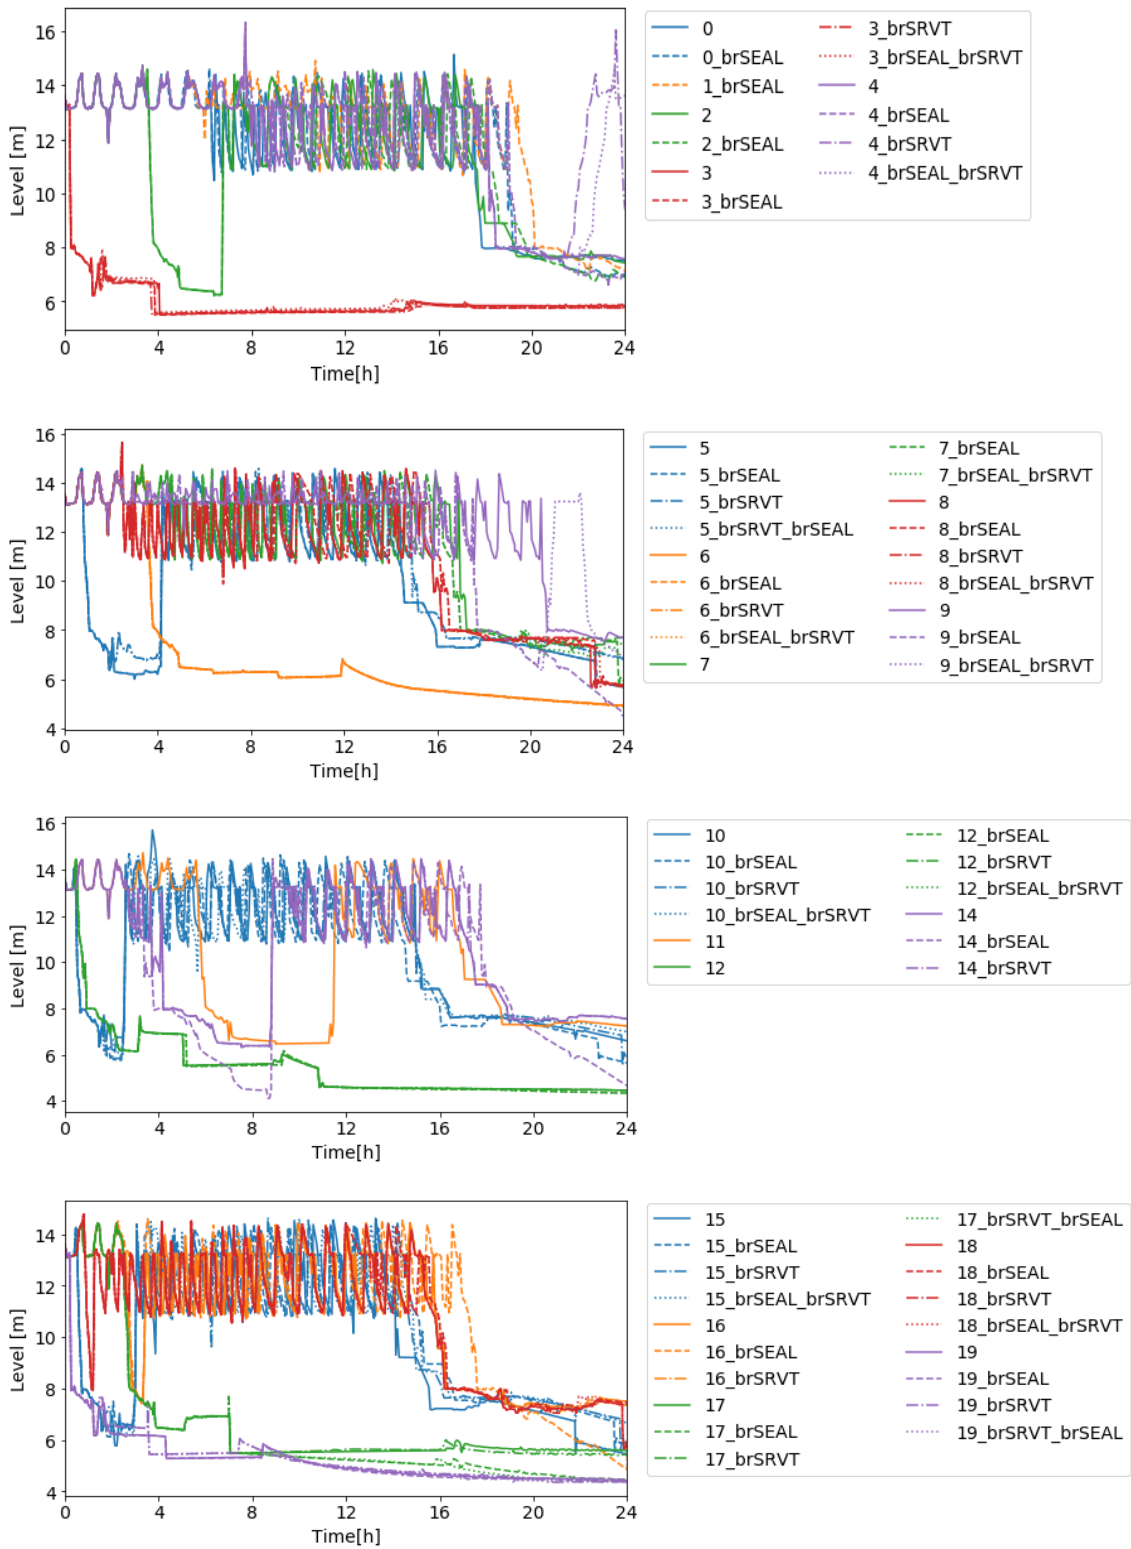 16
14
12
10
8
6
Level [m]
0 4 8 12 16 20 24
Time[h]
0
0_brSEAL
1_brSEAL
2
2_brSEAL
3
3_brSEAL
3_brSRVT
3_brSEAL_brSRVT
4
4_brSEAL
4_brSRVT
4_brSEAL_brSRVT
16
14
12
10
8
6
4
Level [m]
0 4 8 12 16 20 24
Time[h]
5
5_brSEAL
5_brSRVT
5_brSRVT_brSEAL
6
6_brSEAL
6_brSRVT
6_brSEAL_brSRVT
7
7_brSEAL
7_brSEAL_brSRVT
8
8_brSEAL
8_brSRVT
8_brSEAL_brSRVT
9
9_brSEAL
9_brSEAL_brSRVT
16
14
12
10
8
6
4
Level [m]
0 4 8 12 16 20 24
Time[h]
10
10_brSEAL
10_brSRVT
10_brSEAL_brSRVT
11
12
12_brSEAL
12_brSRVT
12_brSEAL_brSRVT
14
14_brSEAL
14_brSRVT
14
12
10
8
6
4
Level [m]
0 4 8 12 16 20 24
Time[h]
15
15_brSEAL
15_brSRVT
15_brSEAL_brSRVT
16
16_brSEAL
16_brSRVT
17
17_brSEAL
17_brSRVT
17_brSRVT_brSEAL
18
18_brSEAL
18_brSRVT
18_brSEAL_brSRVT
19
19_brSEAL
19_brSRVT
19_brSRVT_brSEAL